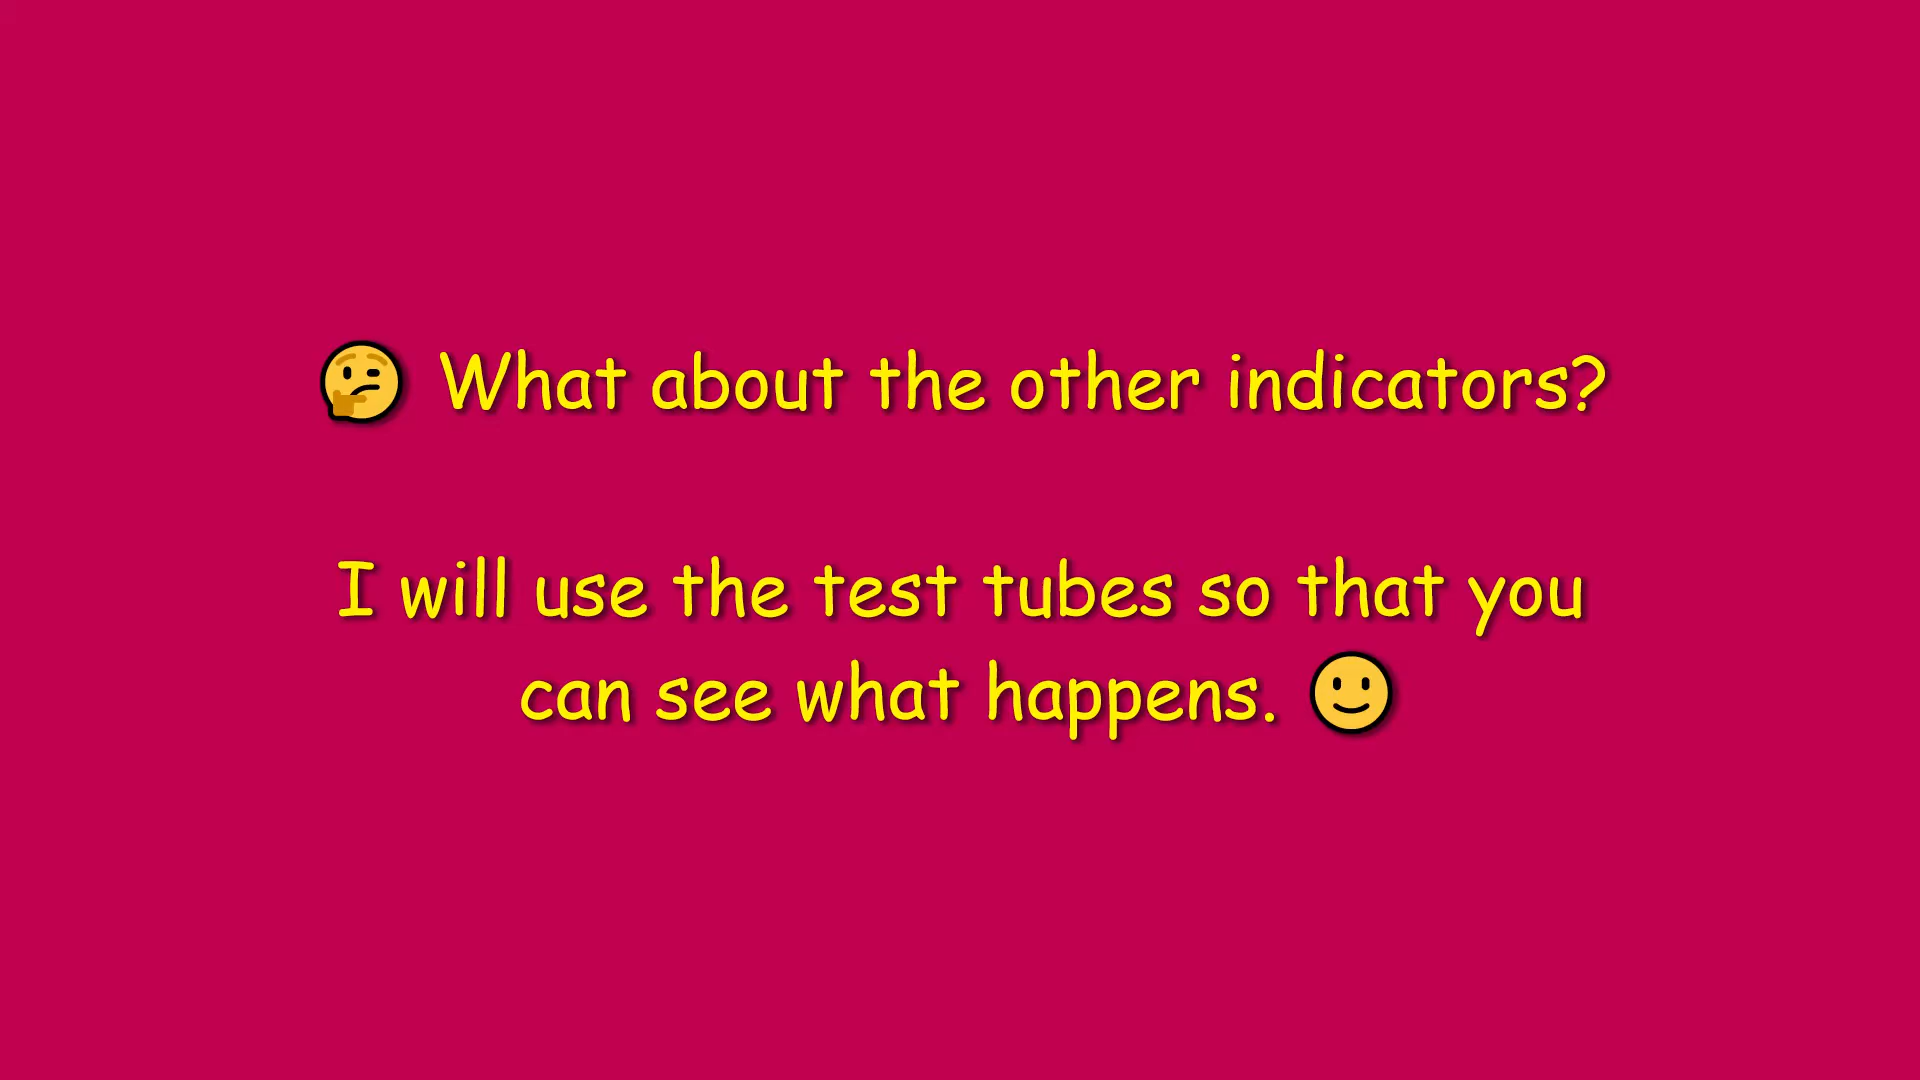 🤔 What about the other indicators?
I will use the test tubes so that you
can see what happens. 🙂